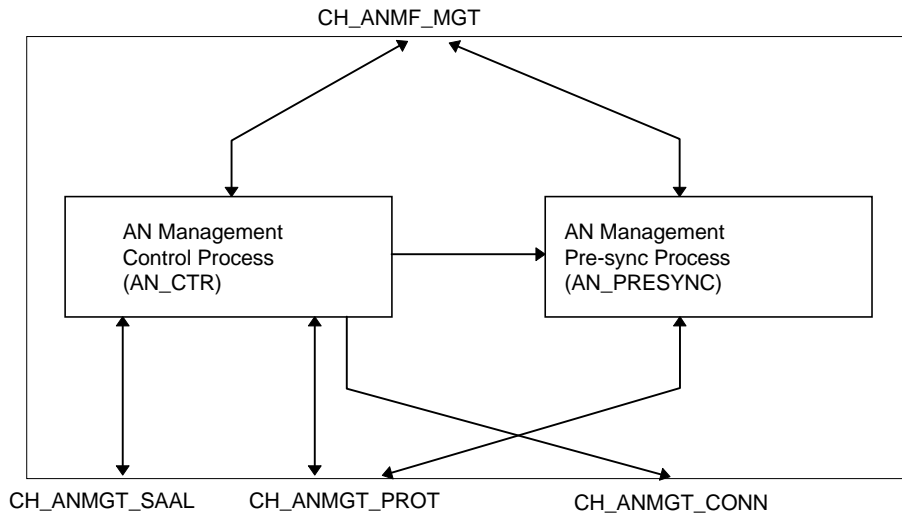 CH_ANMF_MGT
AN Management
Control Process
(AN_CTR)
AN Management
Pre-sync Process
(AN_PRESYNC)
CH_ANMGT_SAAL
CH_ANMGT_PROT
CH_ANMGT_CONN